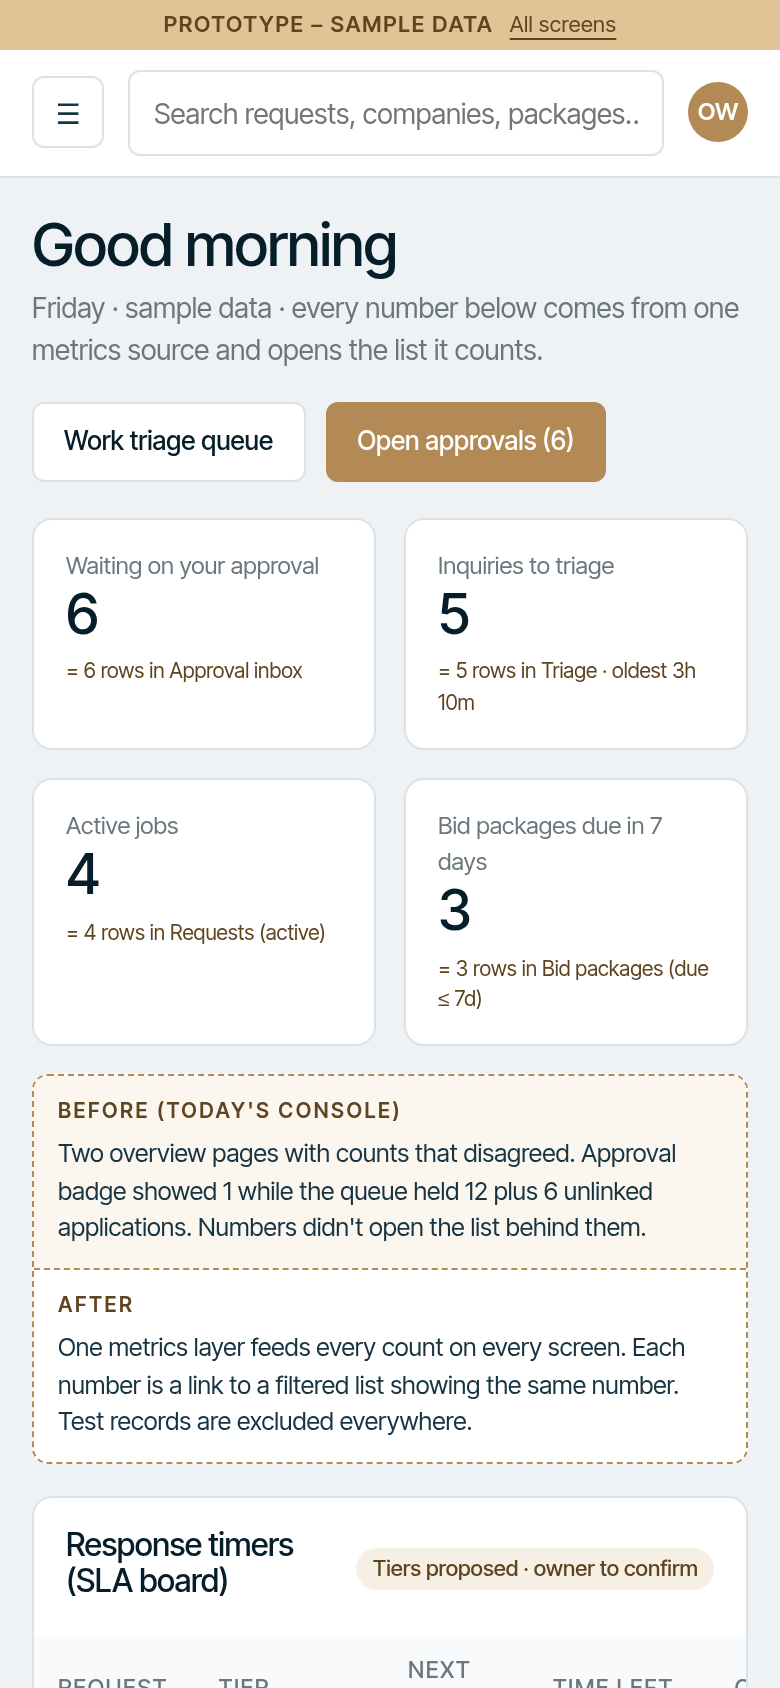 PROTOTYPE – SAMPLE DATA All screens
☰ Search requests, companies, packages.. OW
Good morning
Friday · sample data · every number below comes from one
metrics source and opens the list it counts.
Work triage queue Open approvals (6)
Waiting on your approval
6
= 6 rows in Approval inbox
Inquiries to triage
5
= 5 rows in Triage · oldest 3h
10m
Active jobs
4
= 4 rows in Requests (active)
Bid packages due in 7
days
3
= 3 rows in Bid packages (due
≤ 7d)
BEFORE (TODAY'S CONSOLE)
Two overview pages with counts that disagreed. Approval
badge showed 1 while the queue held 12 plus 6 unlinked
applications. Numbers didn't open the list behind them.
AFTER
One metrics layer feeds every count on every screen. Each
number is a link to a filtered list showing the same number.
Test records are excluded everywhere.
Response timers
(SLA board)
Tiers proposed · owner to confirm
REQUEST TIER NEXT TIME LEFT